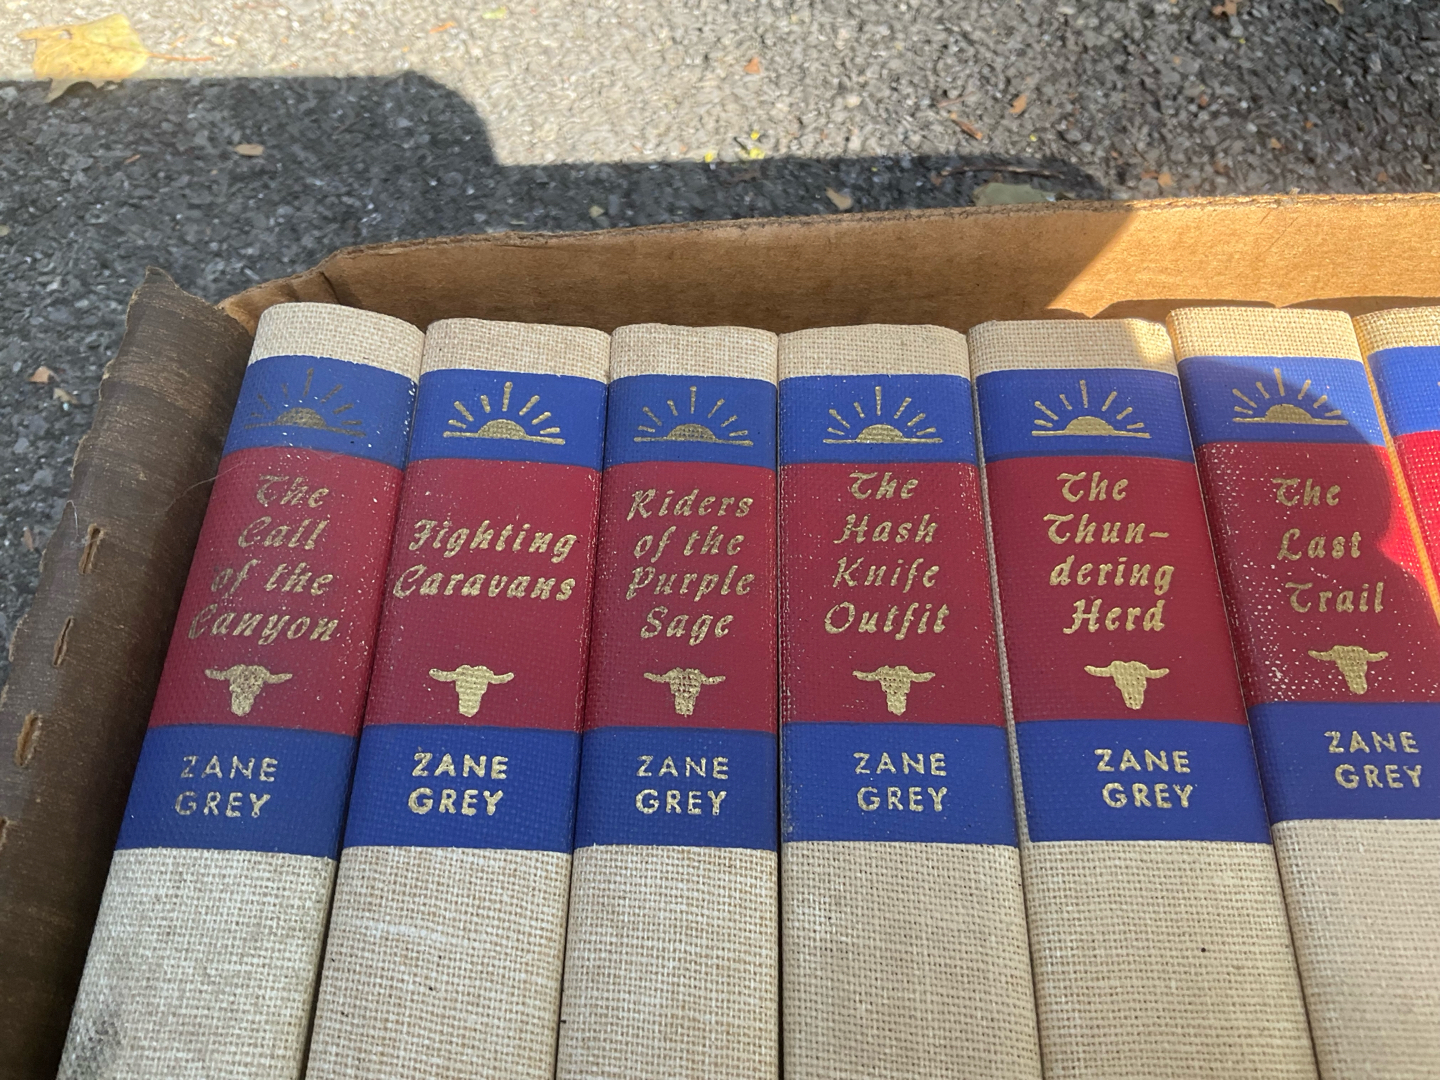 The
Call
of the
Canyon
ZANE
GREY
Fighting
Caravans
ZANE
GREY
Riders
of the
Purple
Sage
ZANE
GREY
The
Hash
Knife
Outfit
ZANE
GREY
The
Thun-
dering
Herd
ZANE
GREY
The
Last
Trail
ZANE
GREY